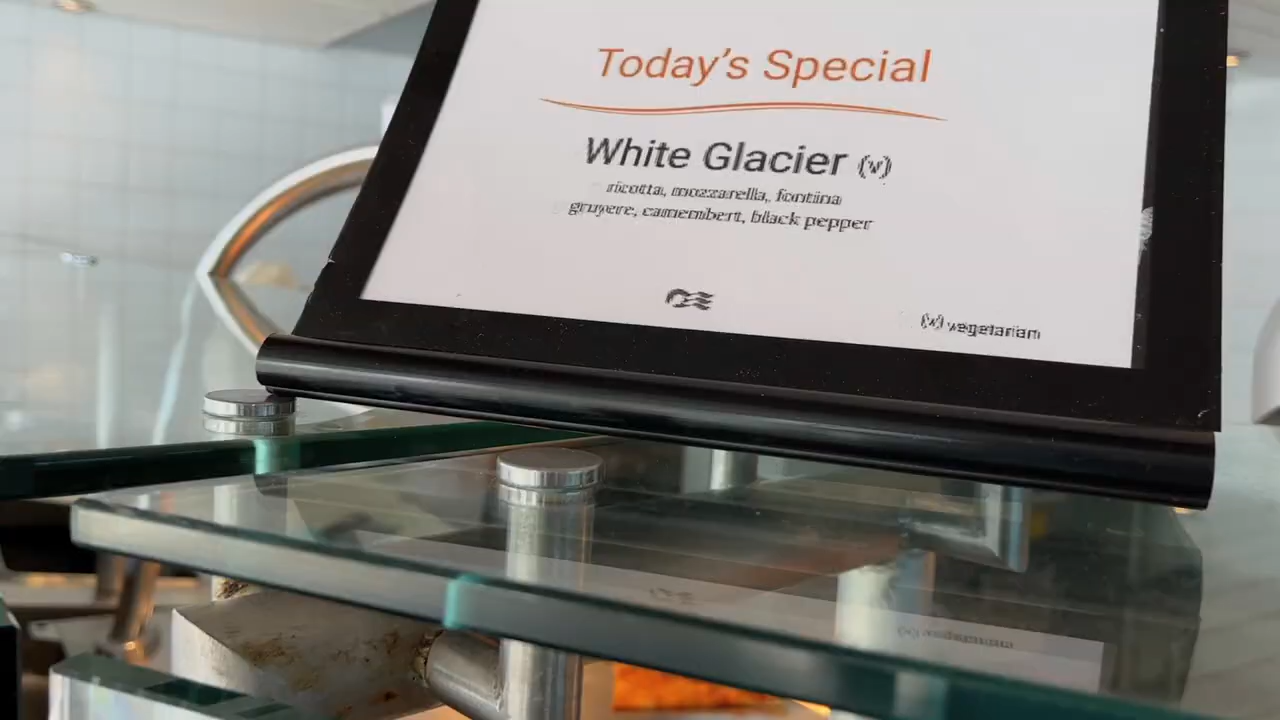 Today's Special
White Glacier (v)
ricotta, mozzarella, fontina
gruyere, camembert, black pepper
(v) vegetarian